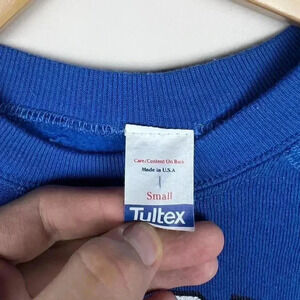 Care/Content On Back
Made in U.S.A
Small
Tultex